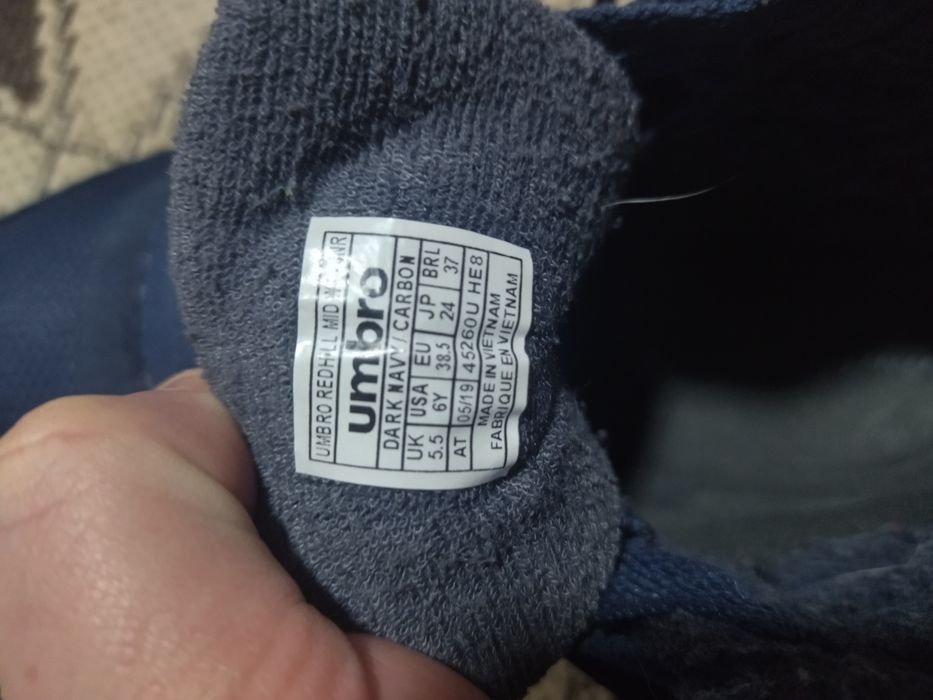 UMBRO REDHILL MID
umbro
DARK NAVY/CARBON
UK USA EU JP BRL
5.5 6Y 38.5 24 37
AT 05/19 45260U HE8
MADE IN VIETNAM
FABRIQUE EN VIETNAM